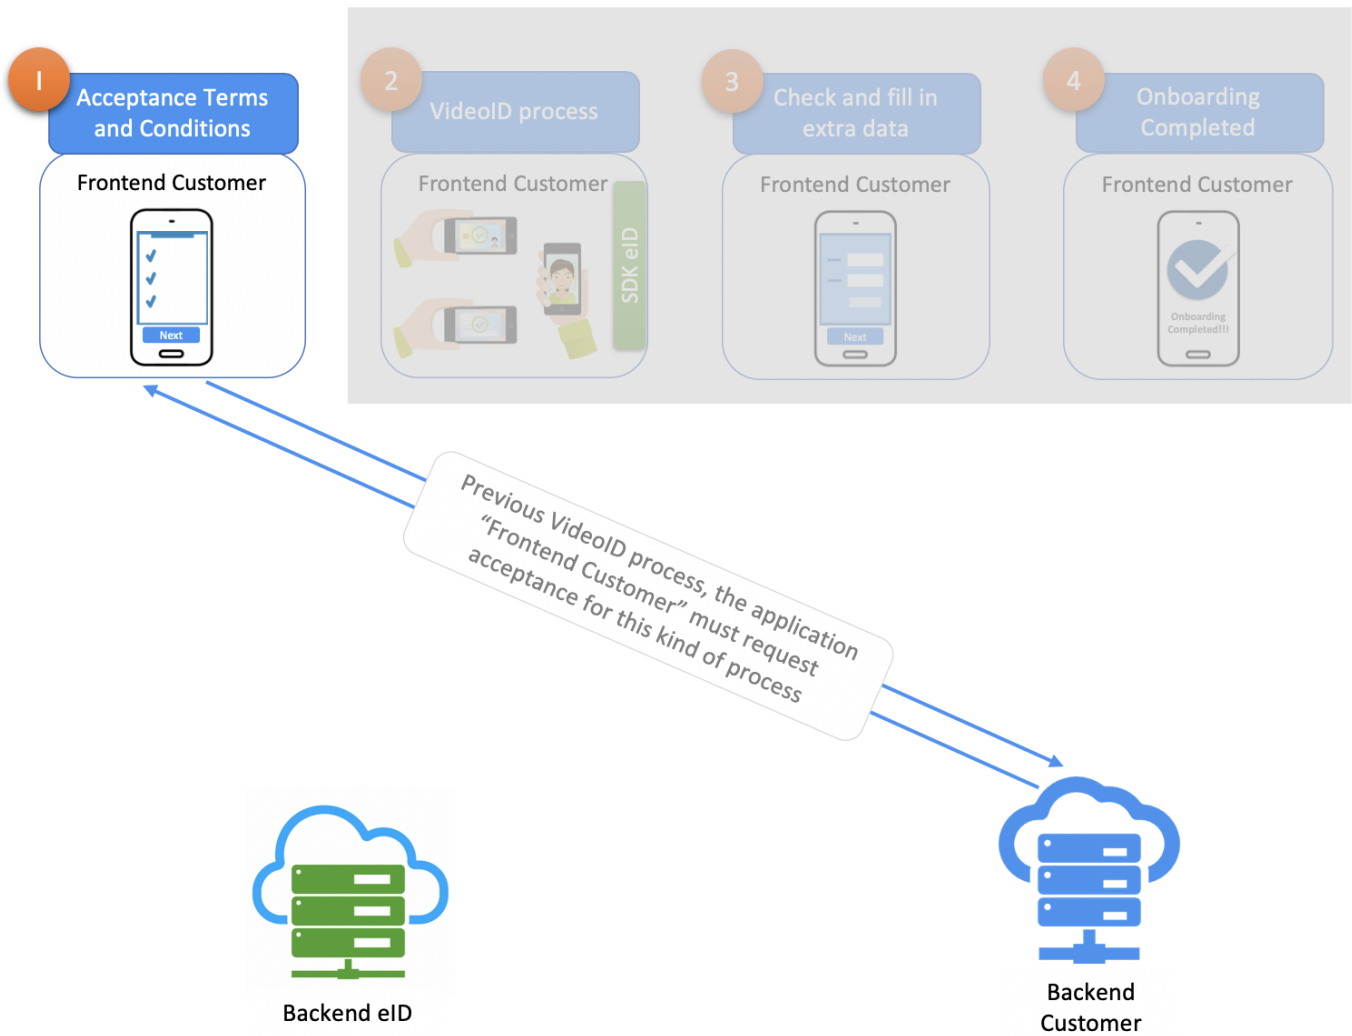 1
Acceptance Terms
and Conditions
Frontend Customer
Next
2
VideoID process
Frontend Customer
SDK eID
3
Check and fill in
extra data
Frontend Customer
Next
4
Onboarding
Completed
Frontend Customer
Onboarding
Completed!!!
Previous VideoID process, the application
“Frontend Customer” must request
acceptance for this kind of process
Backend eID
Backend
Customer